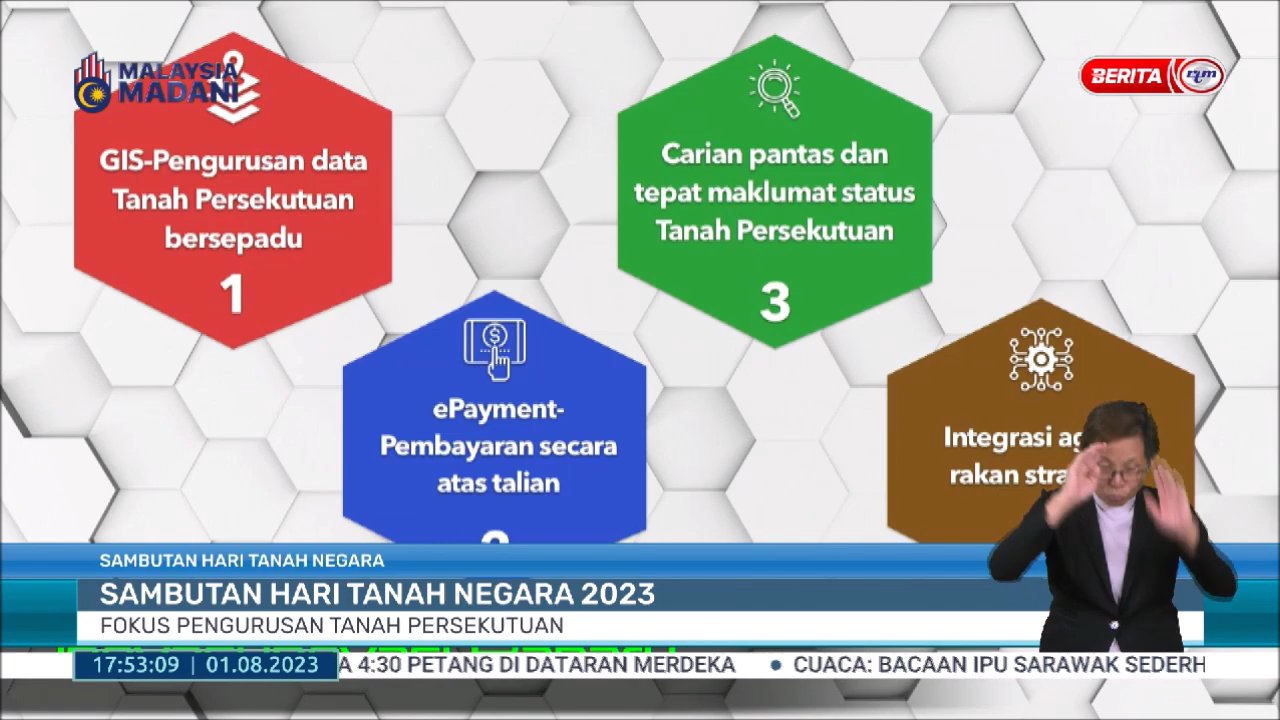 MALAYSIA
MADANI
BERITA rtm
GIS-Pengurusan data
Tanah Persekutuan
bersepadu
1
Carian pantas dan
tepat maklumat status
Tanah Persekutuan
3
ePayment-
Pembayaran secara
atas talian
Integrasi
rakan
SAMBUTAN HARI TANAH NEGARA
SAMBUTAN HARI TANAH NEGARA 2023
FOKUS PENGURUSAN TANAH PERSEKUTUAN
17:53:09 | 01.08.2023 A 4:30 PETANG DI DATARAN MERDEKA • CUACA: BACAAN IPU SARAWAK SEDERH